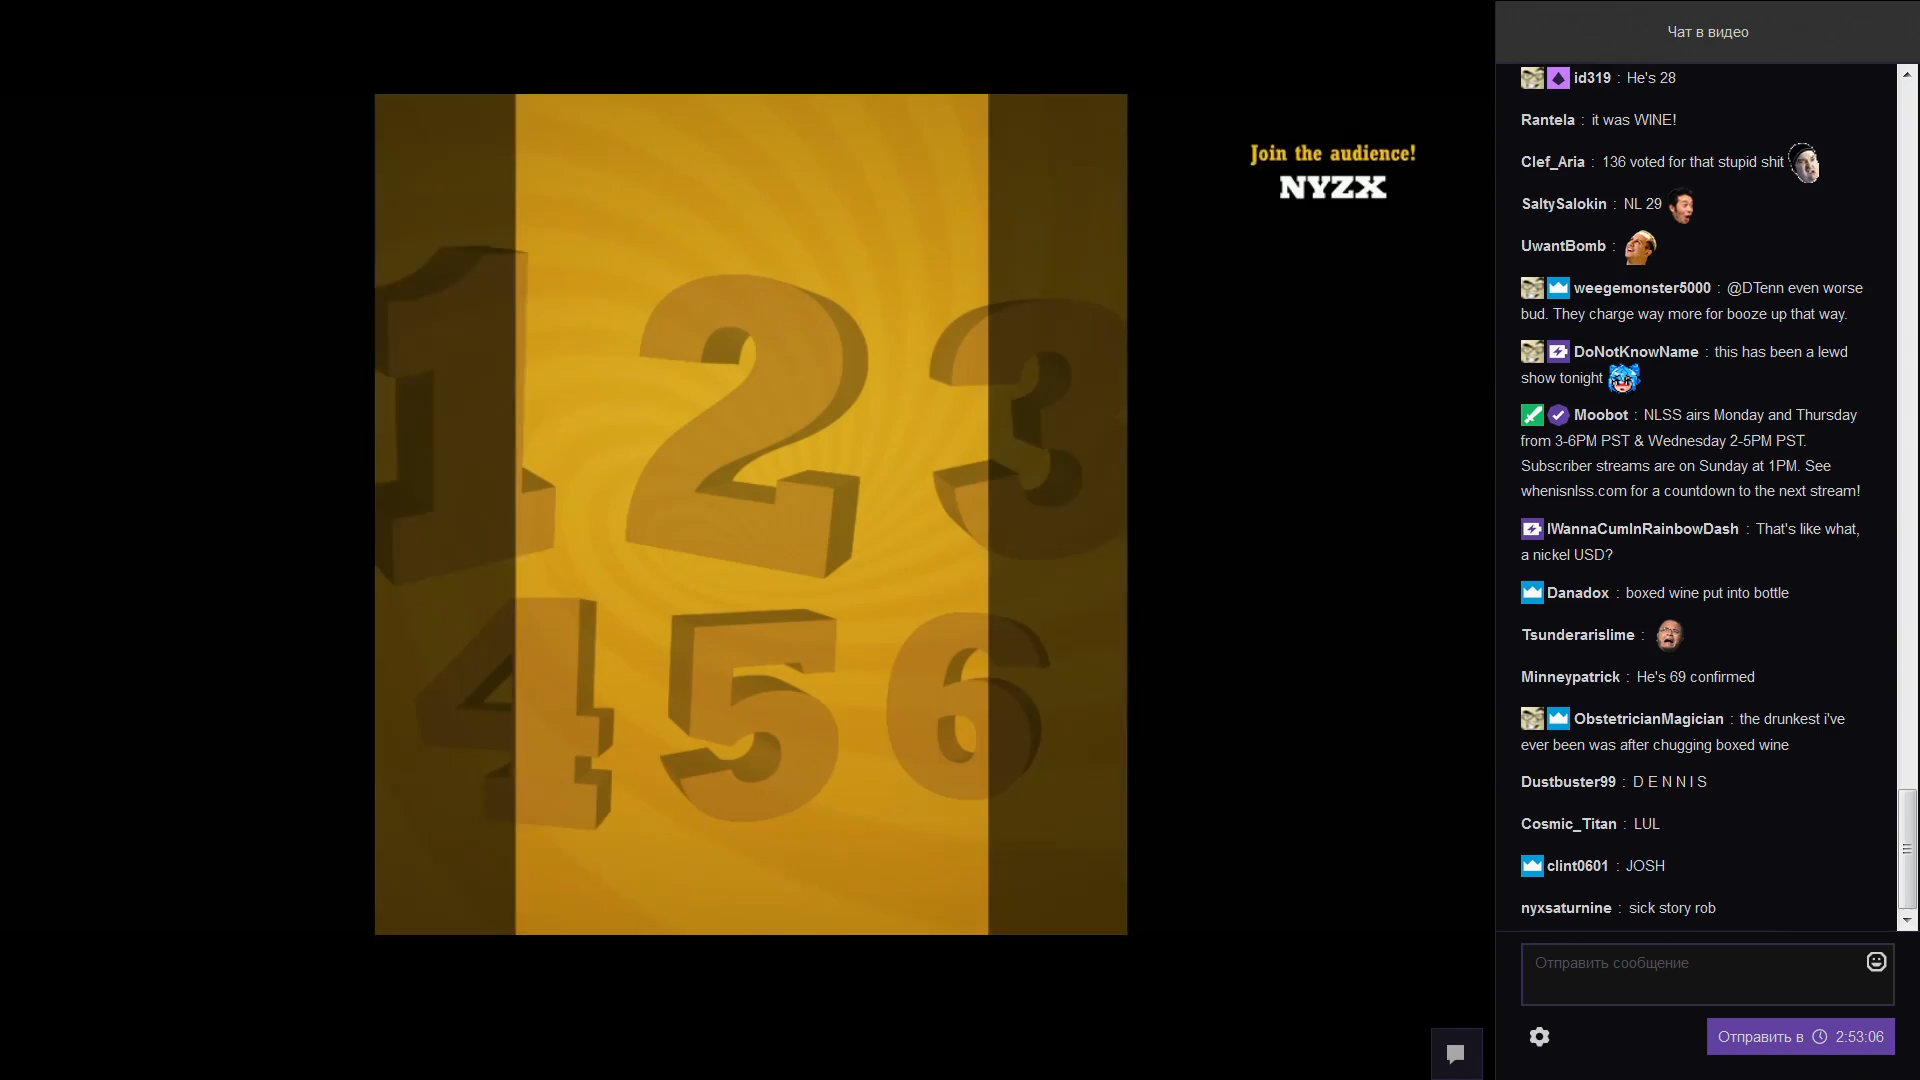 1 2 3
4 5 6
Join the audience!
NYZX
Чат в видео
id319 : He's 28
Rantela : it was WINE!
Clef_Aria : 136 voted for that stupid shit
SaltySalokin : NL 29
UwantBomb :
weegemonster5000 : @DTenn even worse
bud. They charge way more for booze up that way.
DoNotKnowName : this has been a lewd
show tonight
Moobot : NLSS airs Monday and Thursday
from 3-6PM PST & Wednesday 2-5PM PST.
Subscriber streams are on Sunday at 1PM. See
whenisnlss.com for a countdown to the next stream!
IWannaCumInRainbowDash : That's like what,
a nickel USD?
Danadox : boxed wine put into bottle
Tsunderarislime :
Minneypatrick : He's 69 confirmed
ObstetricianMagician : the drunkest i've
ever been was after chugging boxed wine
Dustbuster99 : D E N N I S
Cosmic_Titan : LUL
clint0601 : JOSH
nyxsaturnine : sick story rob
Отправить сообщение
Отправить в 2:53:06